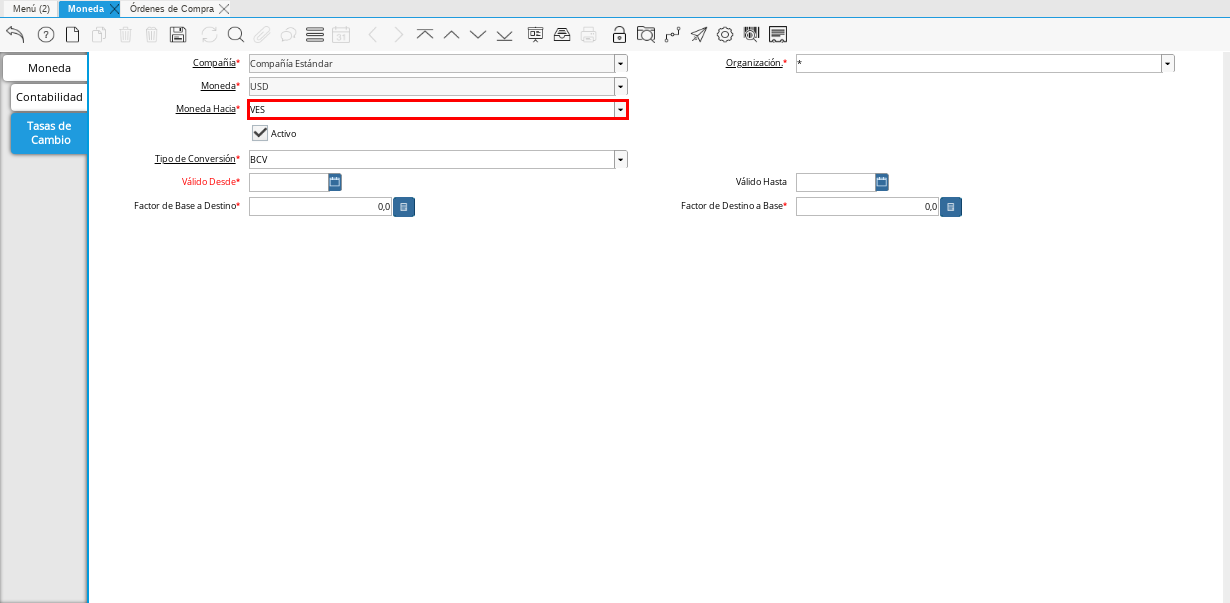 Menú (2) Moneda Órdenes de Compra
?
31
Moneda
Contabilidad
Tasas de
Cambio
Compañía* Compañía Estándar Organización.* *
Moneda* USD
Moneda Hacia* VES
Activo
Tipo de Conversión* BCV
Válido Desde* Válido Hasta
Factor de Base a Destino* 0,0 Factor de Destino a Base* 0,0